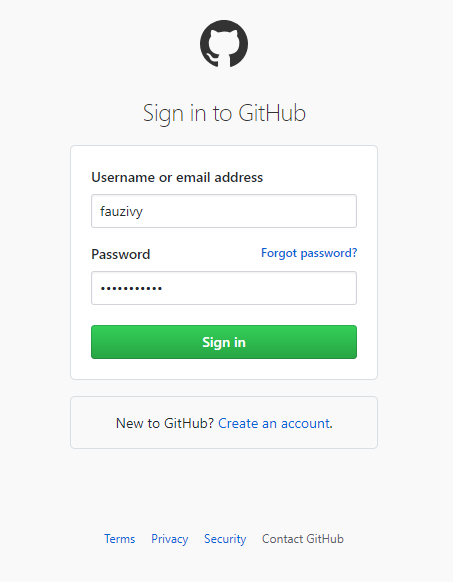 Sign in to GitHub
Username or email address
fauzivy
Password Forgot password?
•••••••••••
Sign in
New to GitHub? Create an account.
Terms Privacy Security Contact GitHub